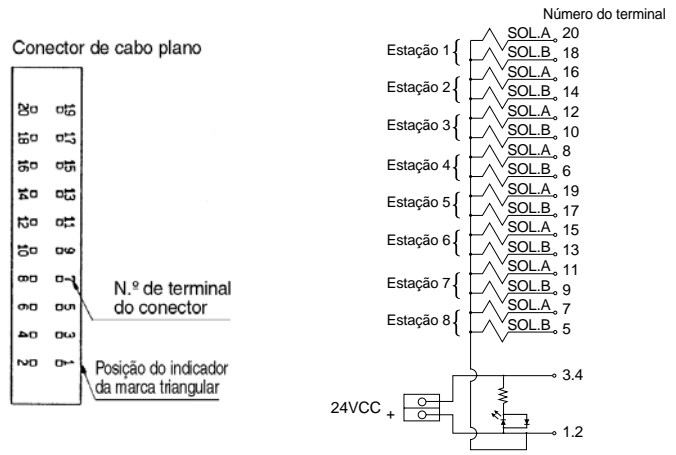 Conector de cabo plano
20 19
18 17
16 15
14 13
12 11
10 9
8 7
6 5
4 3
2 1
N.º de terminal
do conector
Posição do indicador
da marca triangular
Número do terminal
Estação 1{ SOL.A 20
SOL.B 18
Estação 2{ SOL.A 16
SOL.B 14
Estação 3{ SOL.A 12
SOL.B 10
Estação 4{ SOL.A 8
SOL.B 6
Estação 5{ SOL.A 19
SOL.B 17
Estação 6{ SOL.A 15
SOL.B 13
Estação 7{ SOL.A 11
SOL.B 9
Estação 8{ SOL.A 7
SOL.B 5
3.4
24VCC +
1.2